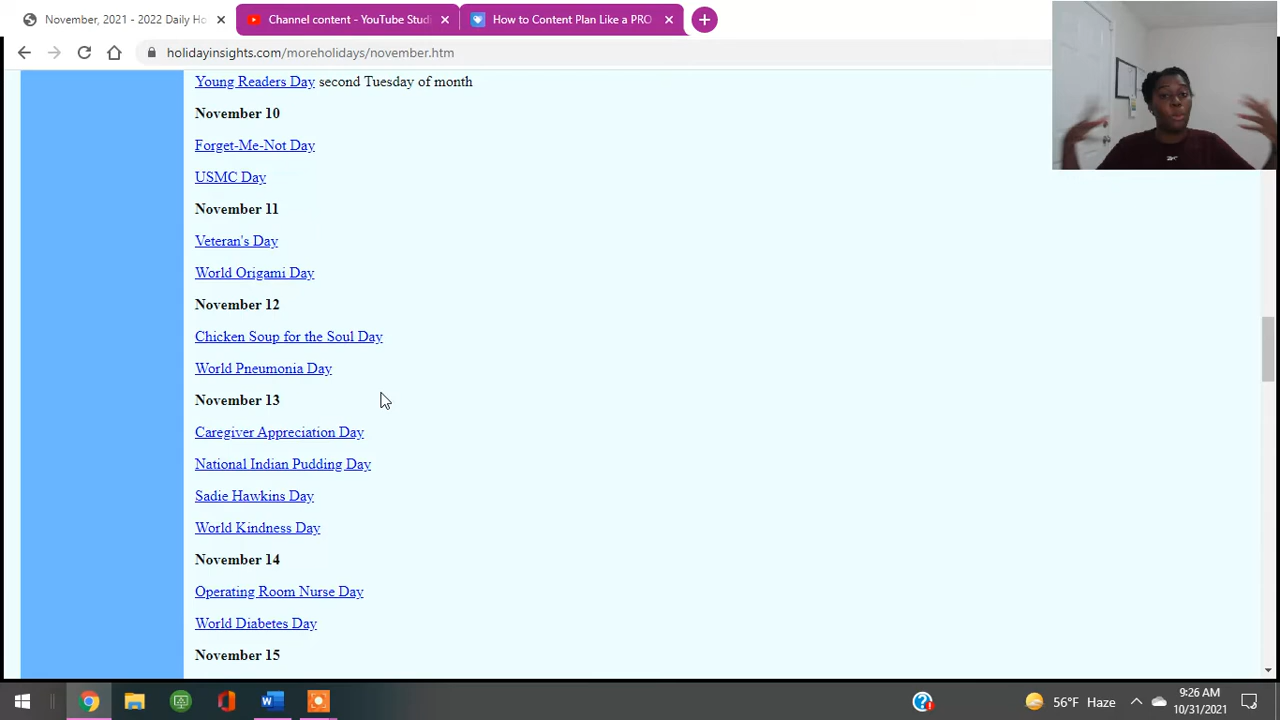 November, 2021 - 2022 Daily Ho
Channel content - YouTube Studi
How to Content Plan Like a PRO
holidayinsights.com/moreholidays/november.htm
Young Readers Day second Tuesday of month
November 10
Forget-Me-Not Day
USMC Day
November 11
Veteran's Day
World Origami Day
November 12
Chicken Soup for the Soul Day
World Pneumonia Day
November 13
Caregiver Appreciation Day
National Indian Pudding Day
Sadie Hawkins Day
World Kindness Day
November 14
Operating Room Nurse Day
World Diabetes Day
November 15
56°F Haze
9:26 AM
10/31/2021